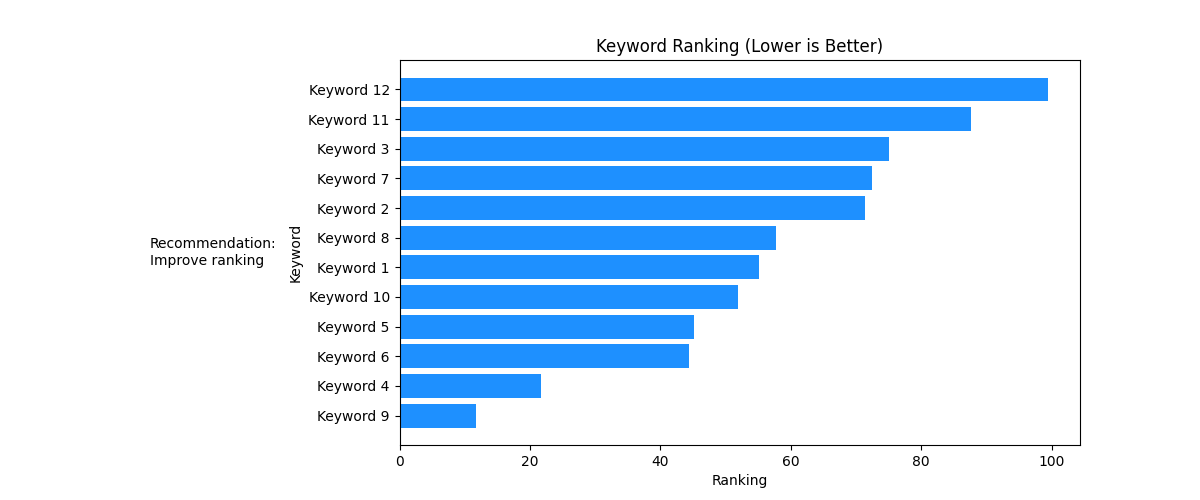 Keyword Ranking (Lower is Better)
Keyword 12
Keyword 11
Keyword 3
Keyword 7
Keyword 2
Keyword 8
Keyword 1
Keyword 10
Keyword 5
Keyword 6
Keyword 4
Keyword 9
Keyword
Recommendation:
Improve ranking
0 20 40 60 80 100
Ranking